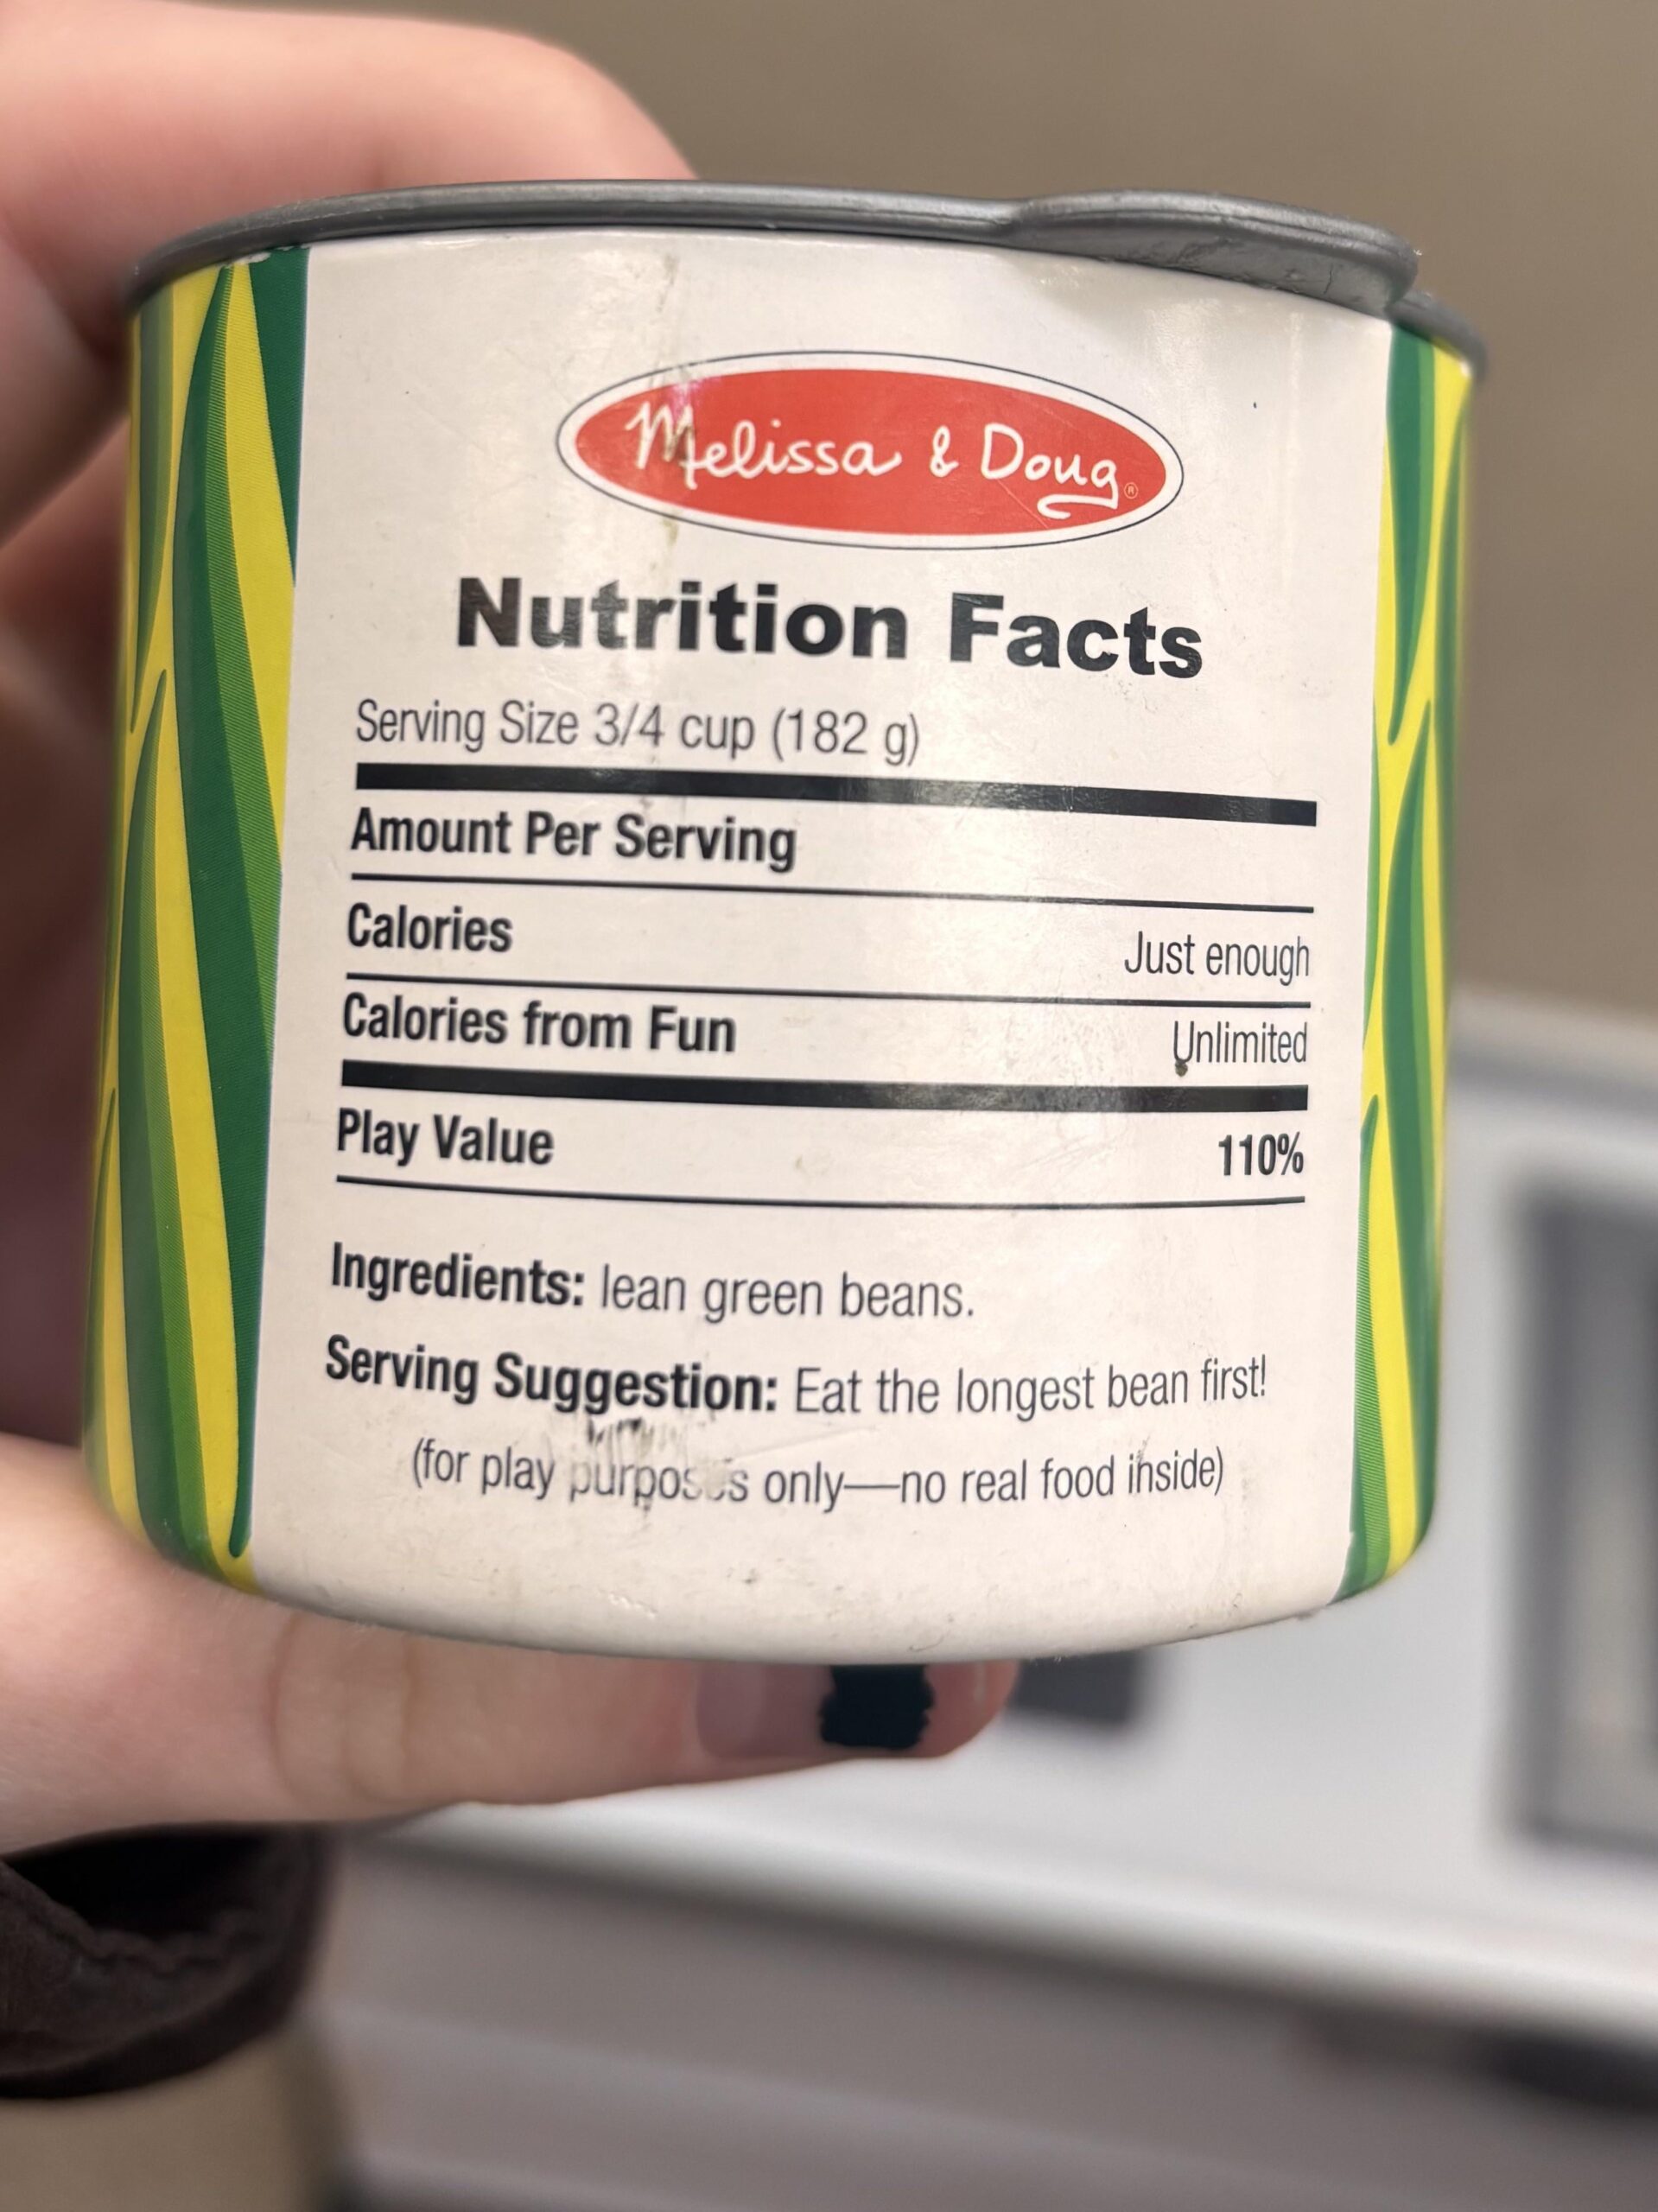 Melissa & Doug®
Nutrition Facts
Serving Size 3/4 cup (182 g)
Amount Per Serving
Calories Just enough
Calories from Fun Unlimited
Play Value 110%
Ingredients: lean green beans.
Serving Suggestion: Eat the longest bean first!
(for play purposes only—no real food inside)